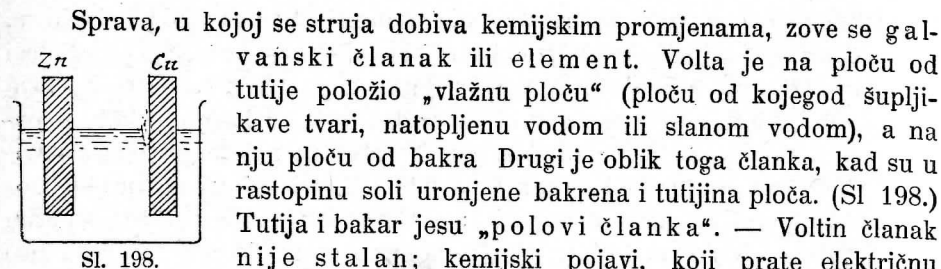 Sprava, u kojoj se struja dobiva kemijskim promjenama, zove se gal-
vanski članak ili element. Volta je na ploču od
tutije položio „vlažnu ploču“ (ploču od kojegod šuplji-
kave tvari, natopljenu vodom ili slanom vodom), a na
nju ploču od bakra Drugi je oblik toga članka, kad su u
rastopinu soli uronjene bakrena i tutijina ploča. (Sl 198.)
Tutija i bakar jesu „polovi članka“. — Voltin članak
nije stalan; kemijski pojavi, koji prate električnu
Zn Cu
Sl. 198.